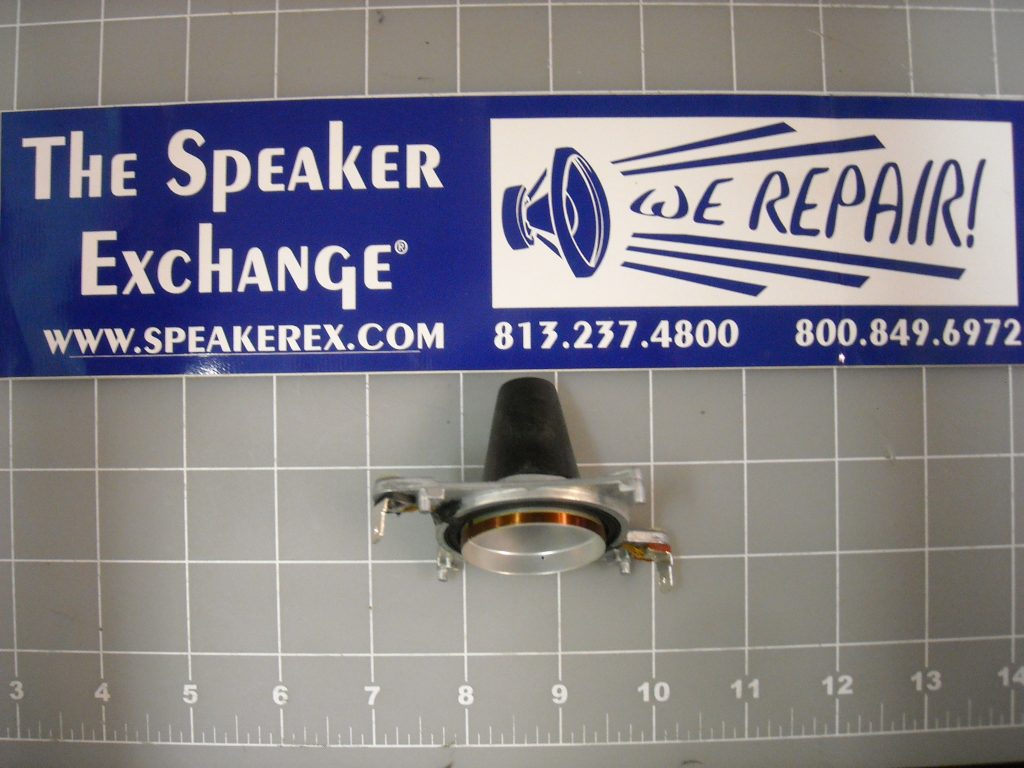 The Speaker
Exchange®
WE REPAIR!
WWW.SPEAKEREX.COM
813.237.4800
800.849.6972
3 4 5 6 7 8 9 10 11 12 13 14